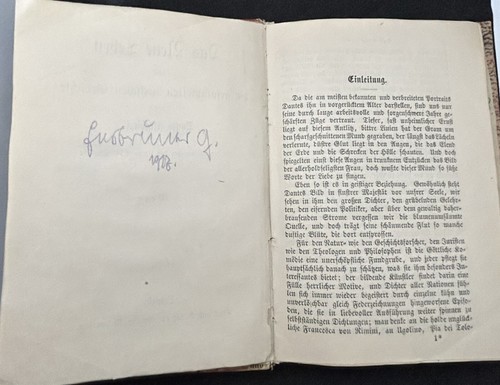 1917.
Einleitung.
Da die am meisten bekannten und verbreiteten Portraits
Dantes ihn in vorgerücktem Alter darstellen, sind uns nur
seine durch lange arbeitsvolle und sorgenschwere Jahre ge-
schärften Züge vertraut. Tiefer, fast unheimlicher Ernst
liegt auf diesem Antlitz, bittre Linien hat der Gram um den
scharfgeschnittenen Mund gegraben, der längst das Lächeln
verlernte, düstre Glut liegt in den Augen, die das Elend
der Erde und die Schrecken der Hölle schauten. Und doch
spiegelten einst diese Augen in trunknem Entzücken das Bild
der allerholdseligsten Frau, doch wußte dieser Mund so süße
Worte der Liebe zu singen.
Eben so ist es in geistiger Beziehung. Gewöhnlich steht
Dantes Bild in finstrer Majestät vor unsrer Seele, wir
sehen in ihm den großen Dichter, den grübelnden Gelehr-
ten, den eifernden Politiker, aber über dem gewaltig daher-
brausenden Strome vergessen wir die blumenumsäumte
Quelle, und doch trägt seine schäumende Flut so manche
duftige Blüte, die dort entsprossen.
Für den Natur- wie den Geschichtsforscher, den Juristen
wie den Theologen und Philosophen ist die Göttliche Ko-
mödie eine unerschöpfliche Fundgrube, und jeder pflegt sie
hauptsächlich danach zu schätzen, was sie ihm besonders In-
teressantes bietet; der bildende Künstler findet darin eine
Fülle herrlicher Motive, und Dichter aller Nationen
fühlen sich immer wieder begeistert durch einzelne kühn und
unverlöschbar gleich Federzeichnungen hingeworfene Episo-
den, die sie in liebevoller Ausführung weiter spinnen zu
selbstständigen Dichtungen; man denke an die holde unglück-
liche Francesca von Rimini, an Ugolino, Pia dei Tolo-
1*